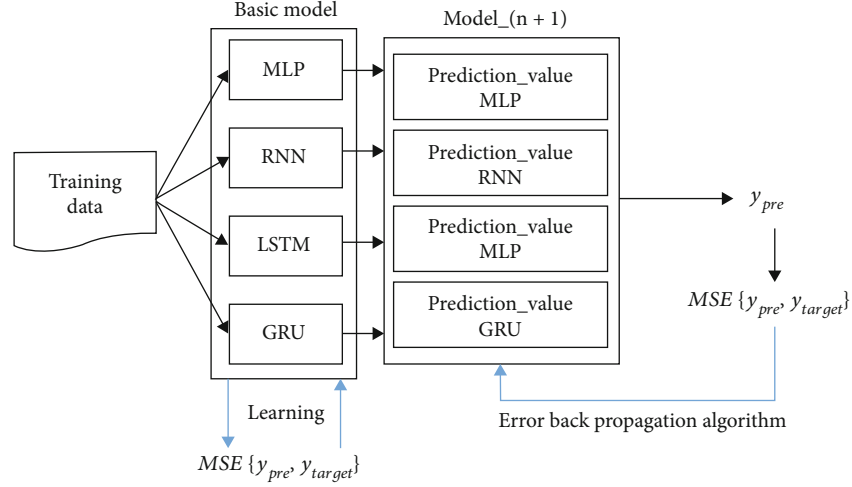 Basic model
Model_(n + 1)
Training
data
MLP
RNN
LSTM
GRU
Prediction_value
MLP
Prediction_value
RNN
Prediction_value
MLP
Prediction_value
GRU
y_pre
MSE {y_pre, y_target}
Learning
MSE {y_pre, y_target}
Error back propagation algorithm